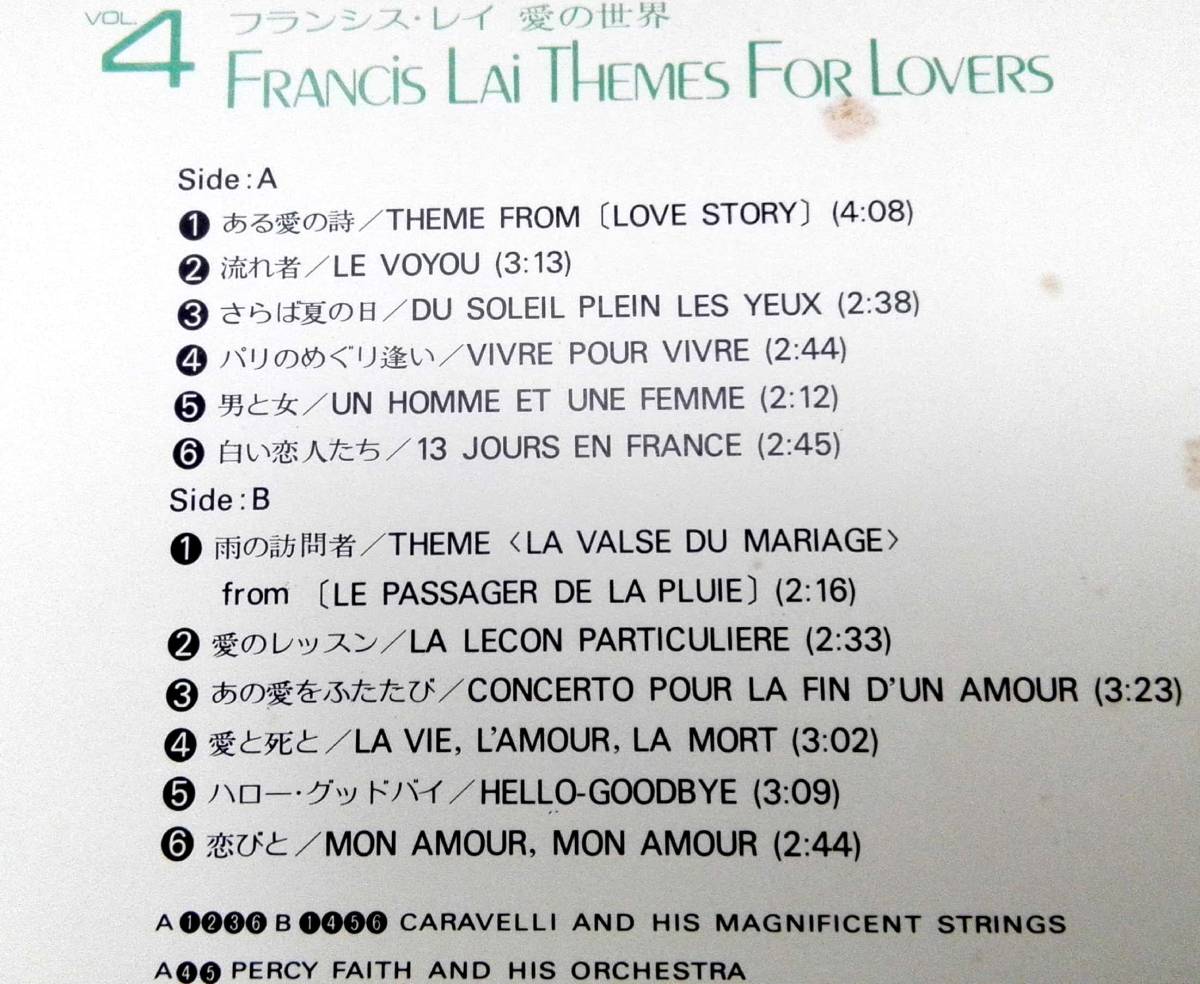 VOL. 4
フランシス・レイ 愛の世界
FRANCIS LAI THEMES FOR LOVERS
Side:A
❶ ある愛の詩/THEME FROM〔LOVE STORY〕(4:08)
❷ 流れ者/LE VOYOU (3:13)
❸ さらば夏の日/DU SOLEIL PLEIN LES YEUX (2:38)
❹ パリのめぐり逢い/VIVRE POUR VIVRE (2:44)
❺ 男と女/UN HOMME ET UNE FEMME (2:12)
❻ 白い恋人たち/13 JOURS EN FRANCE (2:45)
Side:B
❶ 雨の訪問者/THEME〈LA VALSE DU MARIAGE〉
from〔LE PASSAGER DE LA PLUIE〕(2:16)
❷ 愛のレッスン/LA LECON PARTICULIERE (2:33)
❸ あの愛をふたたび/CONCERTO POUR LA FIN D'UN AMOUR (3:23)
❹ 愛と死と/LA VIE, L'AMOUR, LA MORT (3:02)
❺ ハロー・グッドバイ/HELLO-GOODBYE (3:09)
❻ 恋びと/MON AMOUR, MON AMOUR (2:44)
A❶❷❸❻ B❶❹❺❻ CARAVELLI AND HIS MAGNIFICENT STRINGS
A❹❺ PERCY FAITH AND HIS ORCHESTRA